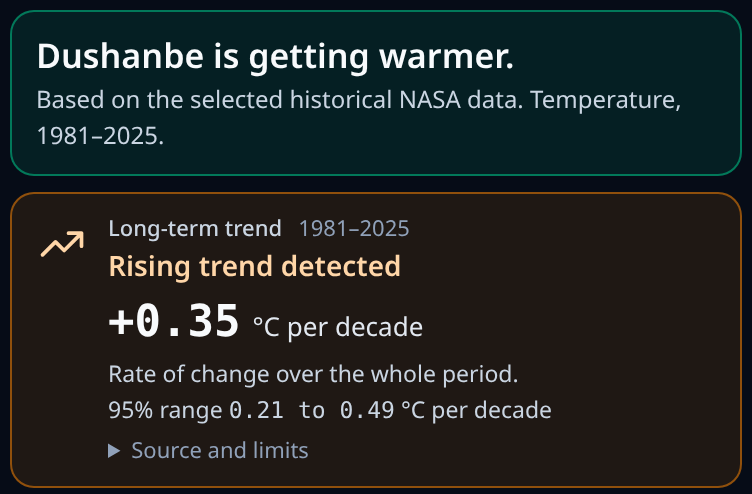 Dushanbe is getting warmer.
Based on the selected historical NASA data. Temperature,
1981–2025.
Long-term trend 1981–2025
Rising trend detected
+0.35 °C per decade
Rate of change over the whole period.
95% range 0.21 to 0.49 °C per decade
Source and limits